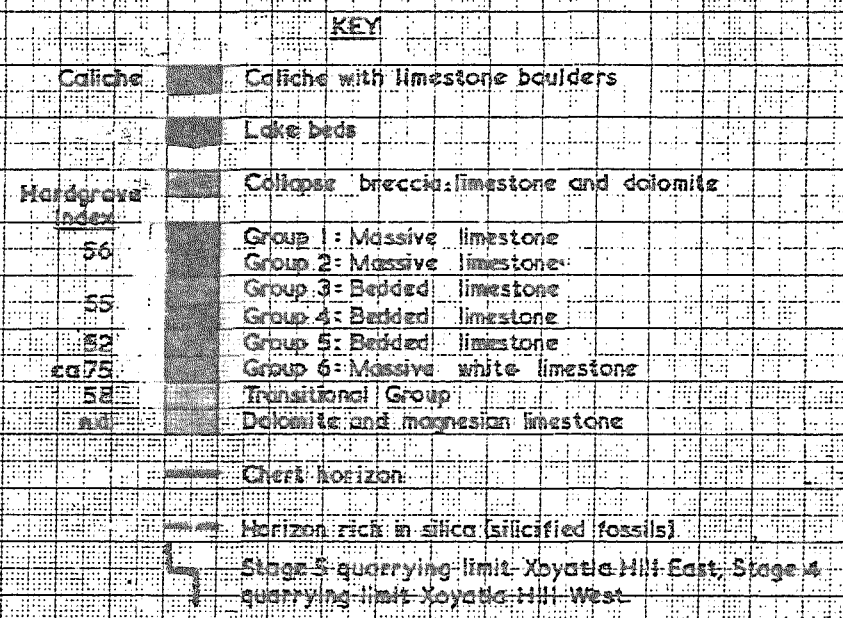 KEY
Caliche Caliche with limestone boulders
Lake beds
Collapse breccia: limestone and dolomite
Hardgrove
Index
Group 1: Massive limestone
56
Group 2: Massive limestone
Group 3: Bedded limestone
55
Group 4: Bedded limestone
52 Group 5: Bedded limestone
ca 75 Group 6: Massive white limestone
58 Transitional Group
n.d. Dolomite and magnesian limestone
Chert horizon
Horizon rich in silica (silicified fossils)
Stage 5 quarrying limit Xoyatla Hill East, Stage 4
quarrying limit Xoyatla Hill West